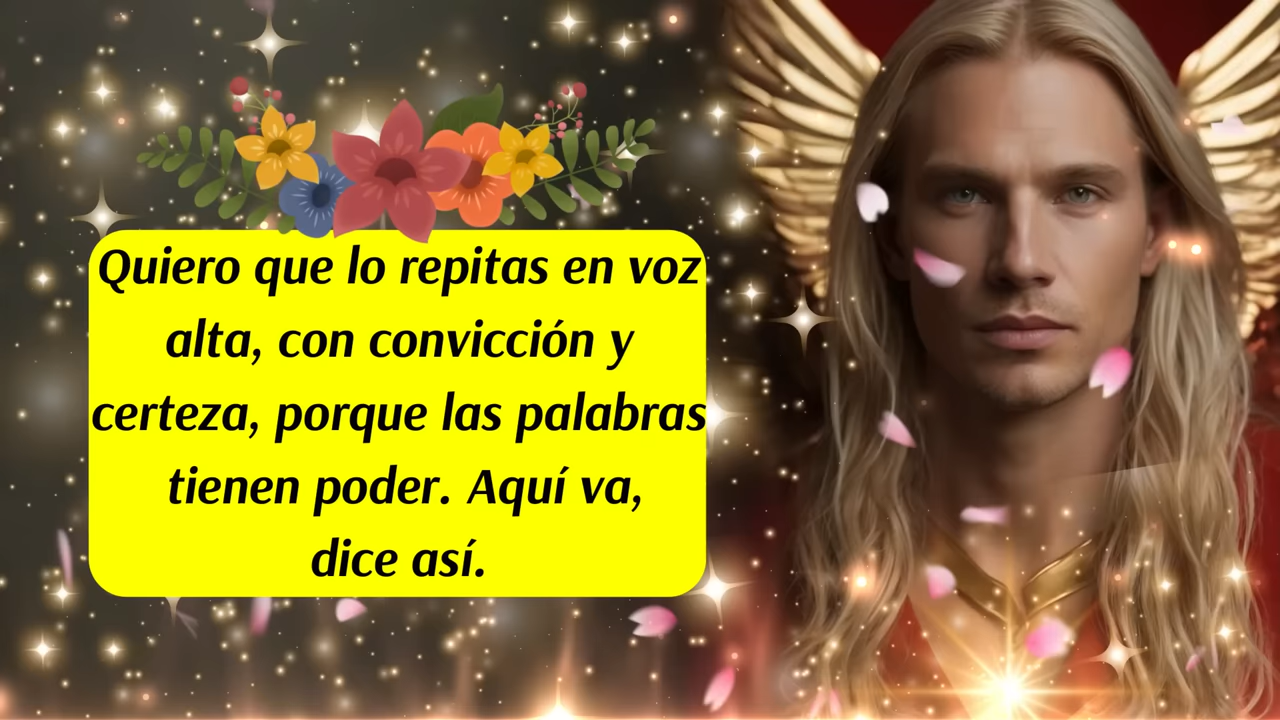 Quiero que lo repitas en voz
alta, con convicción y
certeza, porque las palabras
tienen poder. Aquí va,
dice así.